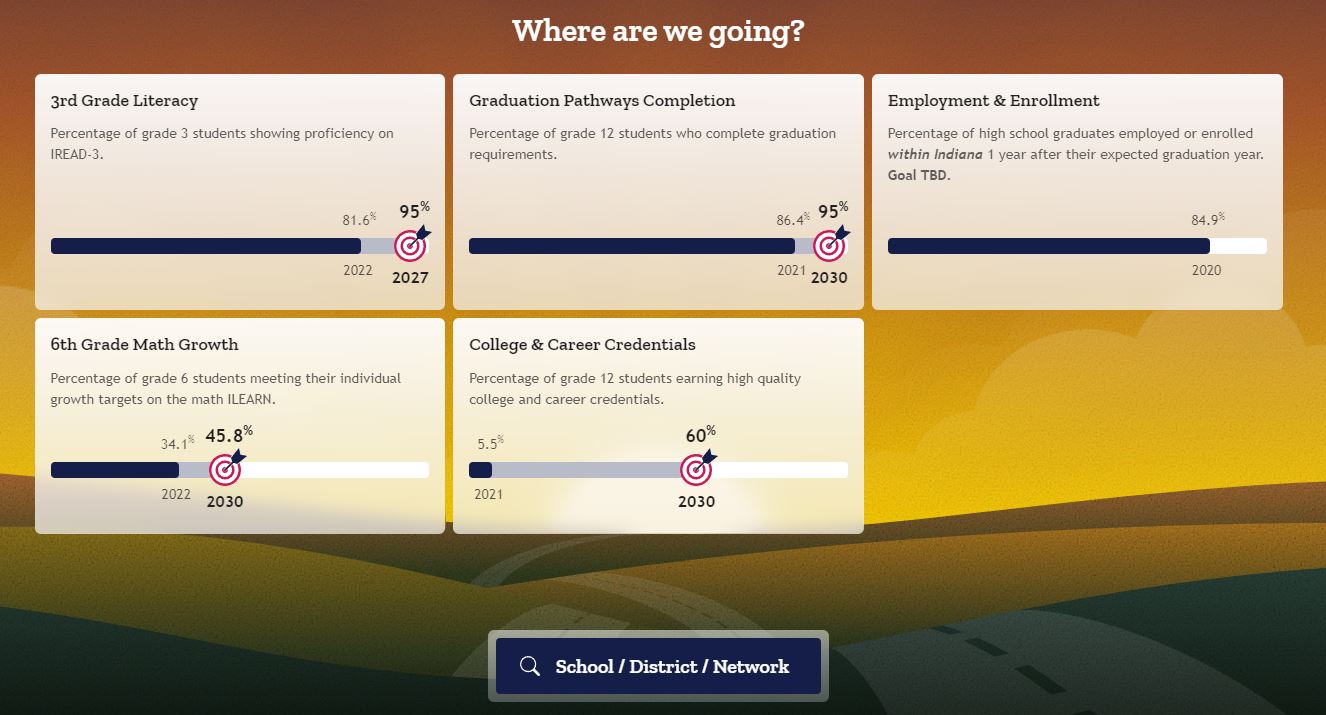 Where are we going?
3rd Grade Literacy
Percentage of grade 3 students showing proficiency on
IREAD-3.
81.6%
95%
2022
2027
Graduation Pathways Completion
Percentage of grade 12 students who complete graduation
requirements.
86.4%
95%
2021
2030
Employment & Enrollment
Percentage of high school graduates employed or enrolled
within Indiana 1 year after their expected graduation year.
Goal TBD.
84.9%
2020
6th Grade Math Growth
Percentage of grade 6 students meeting their individual
growth targets on the math ILEARN.
34.1%
45.8%
2022
2030
College & Career Credentials
Percentage of grade 12 students earning high quality
college and career credentials.
5.5%
60%
2021
2030
School / District / Network